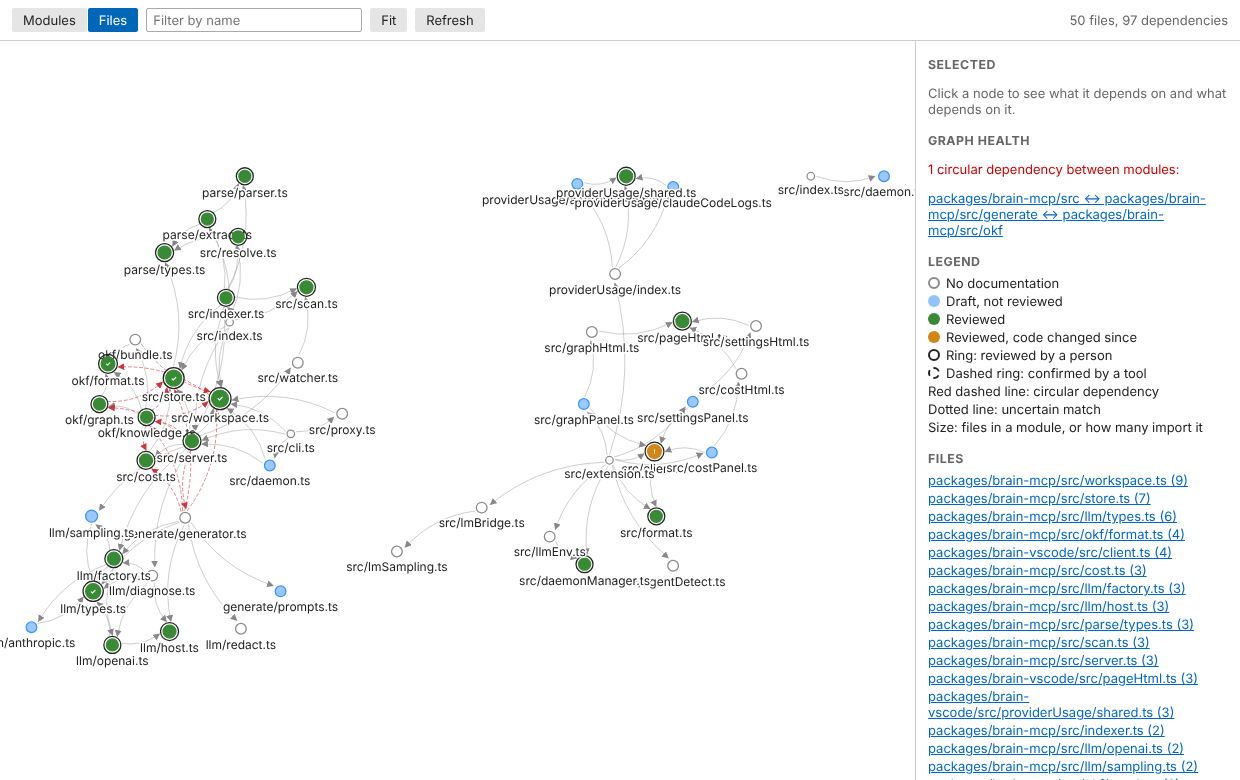 Modules Files Filter by name Fit Refresh 50 files, 97 dependencies
SELECTED
Click a node to see what it depends on and what
depends on it.
GRAPH HEALTH
1 circular dependency between modules:
packages/brain-mcp/src ↔ packages/brain-
mcp/src/generate ↔ packages/brain-
mcp/src/okf
LEGEND
No documentation
Draft, not reviewed
Reviewed
Reviewed, code changed since
Ring: reviewed by a person
Dashed ring: confirmed by a tool
Red dashed line: circular dependency
Dotted line: uncertain match
Size: files in a module, or how many import it
FILES
packages/brain-mcp/src/workspace.ts (9)
packages/brain-mcp/src/store.ts (7)
packages/brain-mcp/src/llm/types.ts (6)
packages/brain-mcp/src/okf/format.ts (4)
packages/brain-vscode/src/client.ts (4)
packages/brain-mcp/src/cost.ts (3)
packages/brain-mcp/src/llm/factory.ts (3)
packages/brain-mcp/src/llm/host.ts (3)
packages/brain-mcp/src/parse/types.ts (3)
packages/brain-mcp/src/scan.ts (3)
packages/brain-mcp/src/server.ts (3)
packages/brain-vscode/src/pageHtml.ts (3)
packages/brain-
vscode/src/providerUsage/shared.ts (3)
packages/brain-mcp/src/indexer.ts (2)
packages/brain-mcp/src/llm/openai.ts (2)
packages/brain-mcp/src/llm/sampling.ts (2)
parse/parser.ts
parse/extrac
src/resolve.ts
parse/types.ts
src/scan.ts
src/indexer.ts
src/index.ts
okf/bundle.ts
src/watcher.ts
okf/format.ts
src/store.ts
okf/graph.ts
src/workspace.ts
okf/knowledge.ts
src/proxy.ts
src/cli.ts
src/server.ts
src/cost.ts
src/daemon.ts
llm/sampling.ts
enerate/generator.ts
llm/factory.ts
llm/diagnose.ts
llm/types.ts
generate/prompts.ts
/anthropic.ts
llm/openai.ts
llm/host.ts
llm/redact.ts
providerUsage/shared.ts
providerUsage/claudeCodeLogs.ts
providerUsage/index.ts
src/index.ts
src/daemon.
src/graphHtml.ts
src/pageHtml.
src/settingsHtml.ts
src/costHtml.ts
src/graphPanel.ts
src/settingsPanel.ts
src/extension.ts
src/costPanel.ts
src/lmBridge.ts
src/format.ts
src/llmEnv.ts
src/lmSampling.ts
src/daemonManager.ts
gentDetect.ts